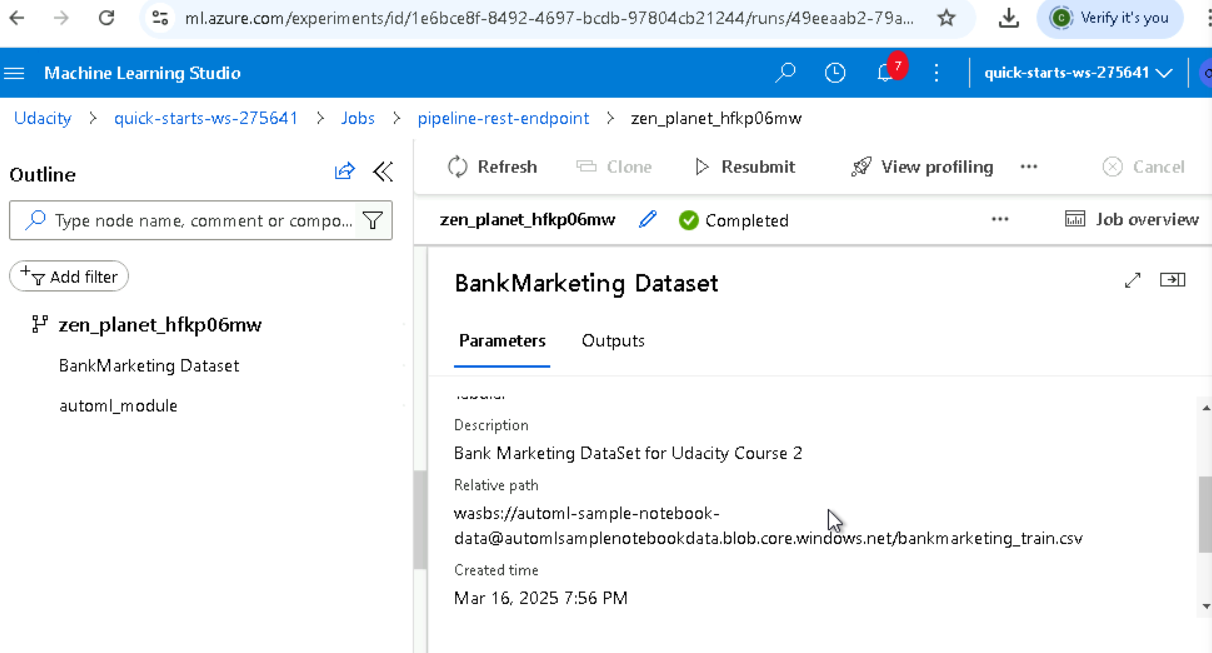 ml.azure.com/experiments/id/1e6bce8f-8492-4697-bcdb-97804cb21244/runs/49eeaab2-79a...
Verify it's you
Machine Learning Studio
7
quick-starts-ws-275641
Udacity > quick-starts-ws-275641 > Jobs > pipeline-rest-endpoint > zen_planet_hfkp06mw
Outline
Type node name, comment or compo...
Add filter
zen_planet_hfkp06mw
BankMarketing Dataset
automl_module
Refresh Clone Resubmit View profiling ... Cancel
zen_planet_hfkp06mw Completed ... Job overview
BankMarketing Dataset
Parameters Outputs
Description
Bank Marketing DataSet for Udacity Course 2
Relative path
wasbs://automl-sample-notebook-
data@automlsamplenotebookdata.blob.core.windows.net/bankmarketing_train.csv
Created time
Mar 16, 2025 7:56 PM